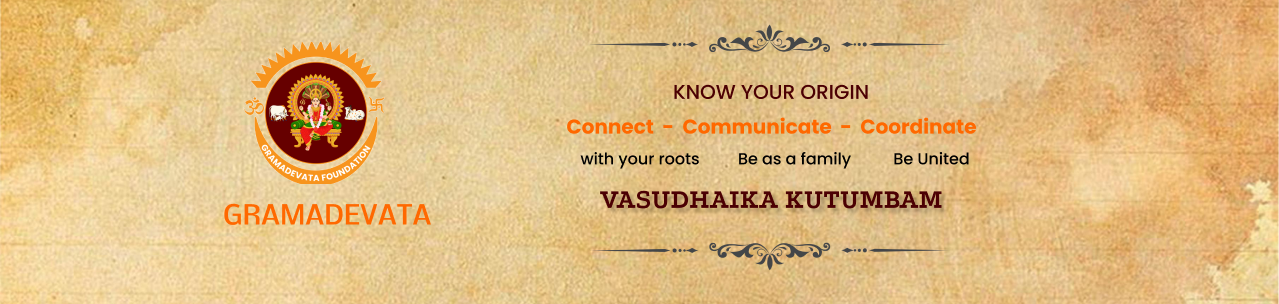 ॐ
GRAMADEVATA FOUNDATION
GRAMADEVATA
KNOW YOUR ORIGIN
Connect - Communicate - Coordinate
with your roots Be as a family Be United
VASUDHAIKA KUTUMBAM